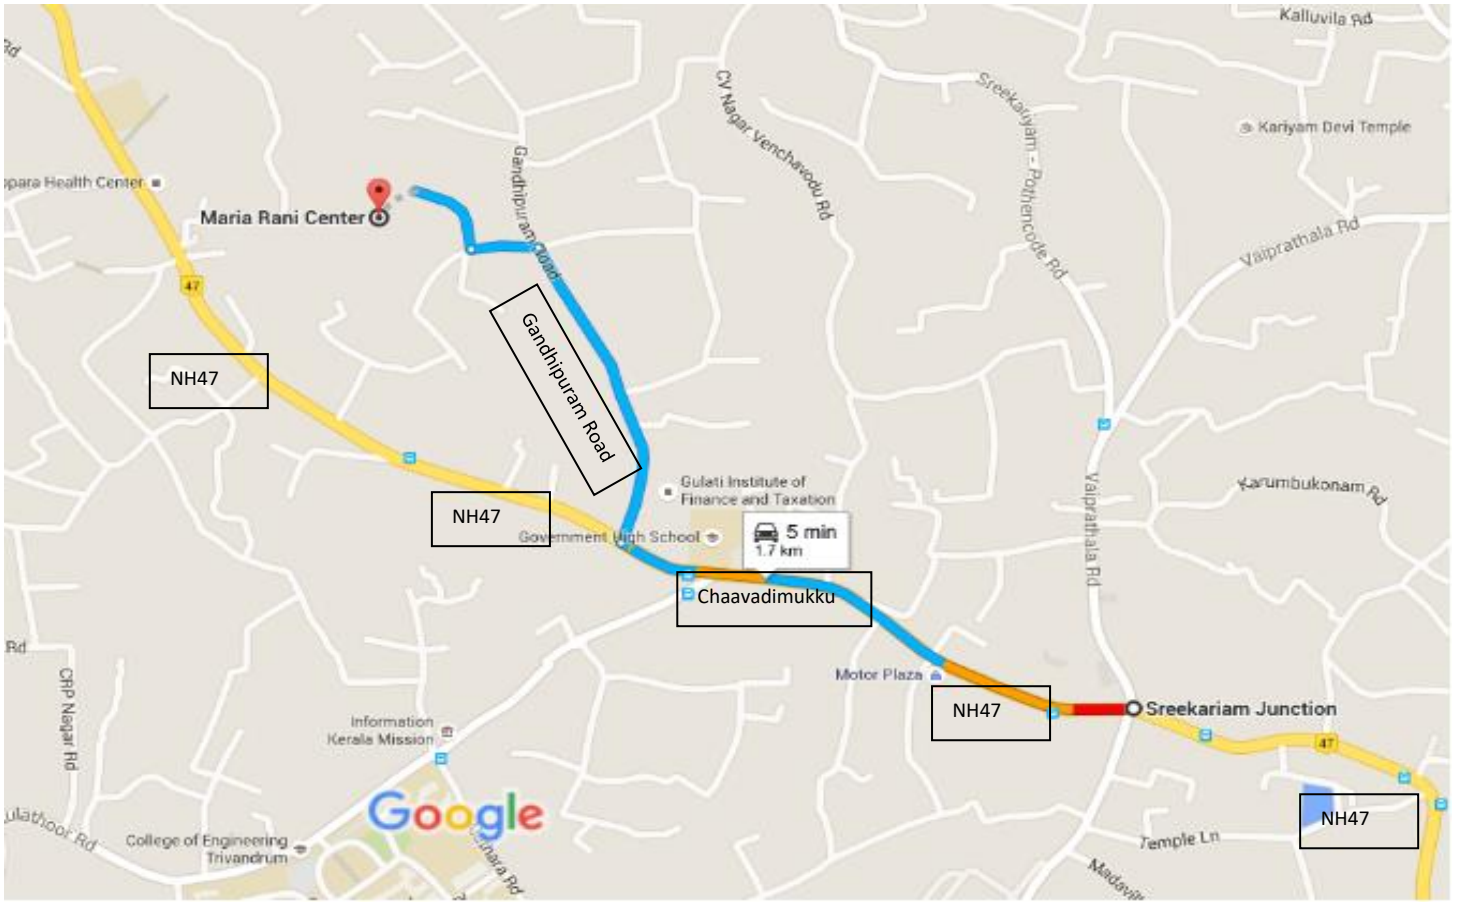 Kalluvila Rd
Rd
Sreekariyam - Pothencode Rd
CV Nagar Venchavodu Rd
Kariyam Devi Temple
Gandhipuram Road
Health Center
Maria Rani Center
Vaiprathala Rd
47
NH47
Gandhipuram Road
Gulati Institute of
Finance and Taxation
Karumbukonam Rd
NH47
Government High School
5 min
1.7 km
Vaiprathala Rd
Chaavadimukku
Rd
CRP Nagar Rd
Motor Plaza
NH47
Sreekariam Junction
Information
Kerala Mission
47
Google
NH47
ulathoor Rd
College of Engineering
Trivandrum
Temple Ln
Rd